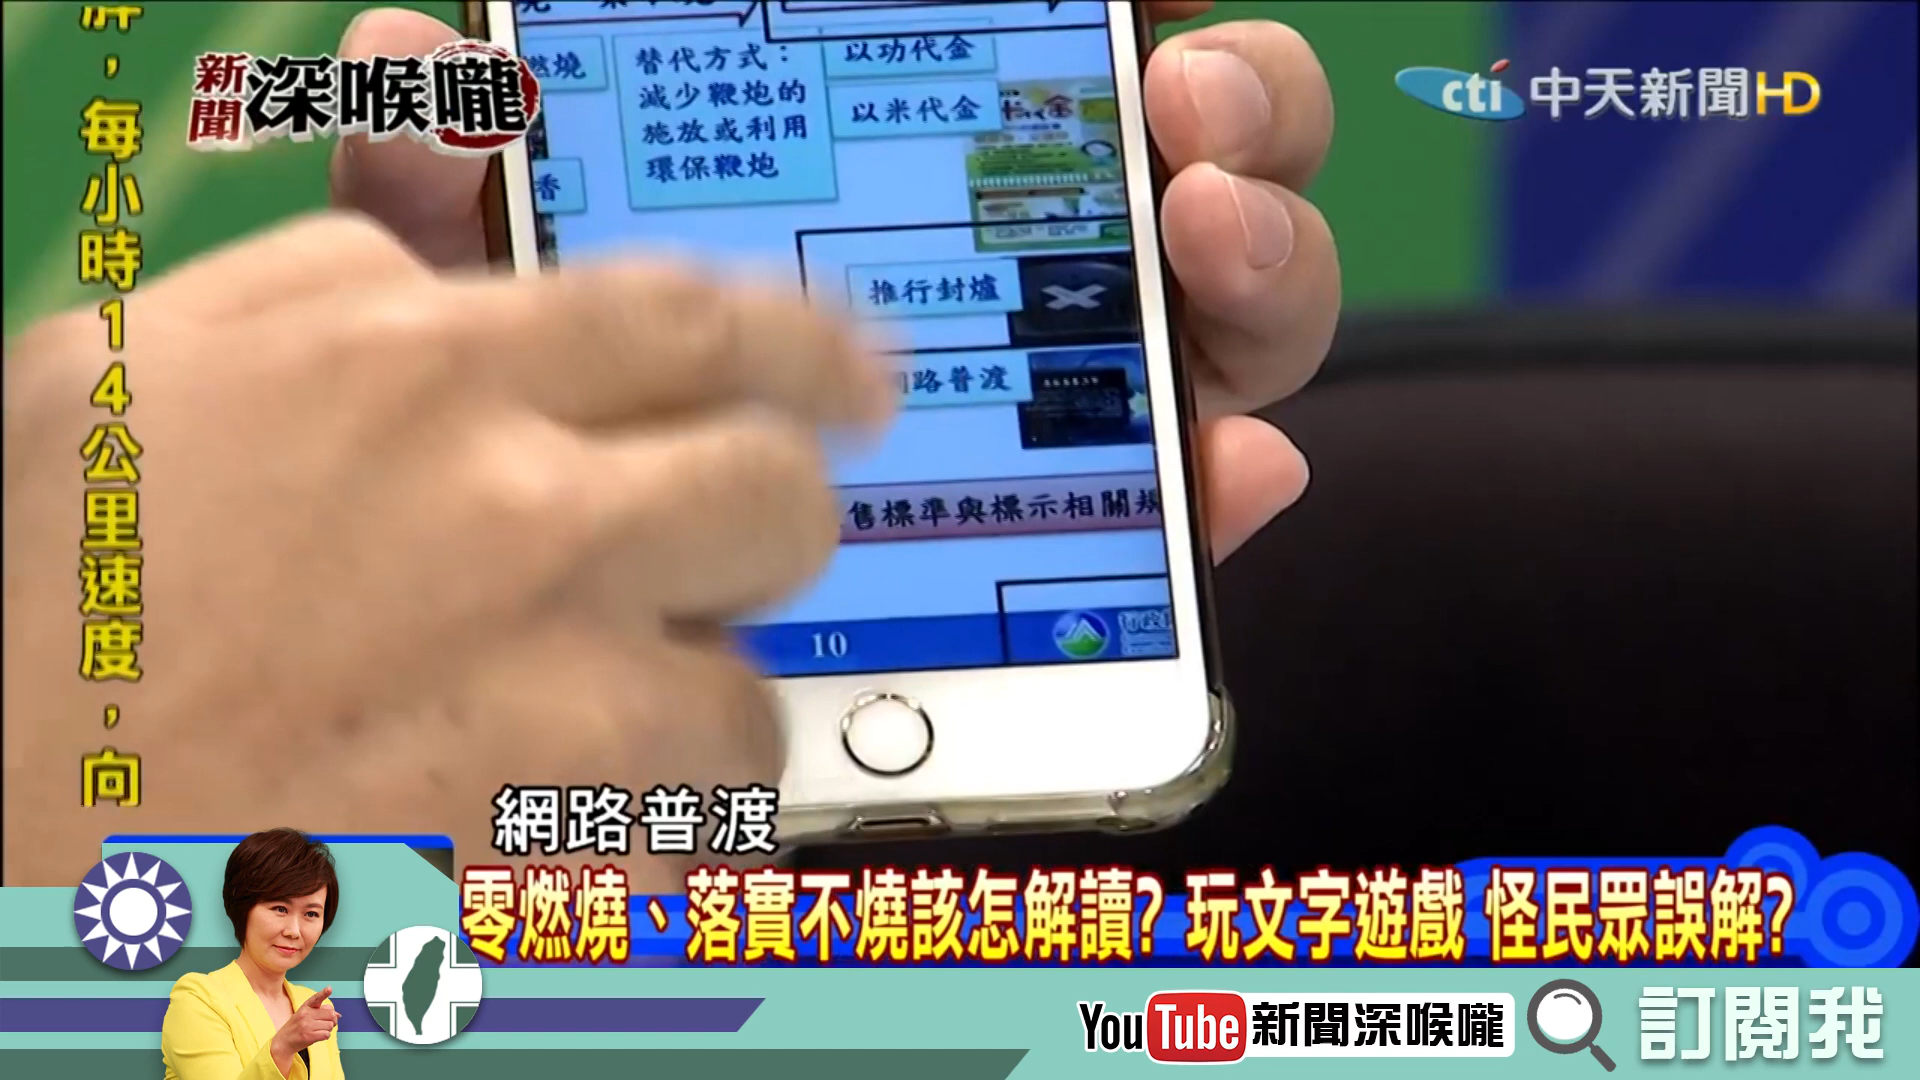 屏，每小時14公里速度，向
新聞深喉嚨
cti 中天新聞HD
燃燒
香
替代方式：
減少鞭炮的
施放或利用
環保鞭炮
以功代金
以米代金
推行封爐
網路普渡
售標準與標示相關規
10
網路普渡
零燃燒、落實不燒該怎解讀? 玩文字遊戲 怪民眾誤解?
YouTube 新聞深喉嚨
訂閱我